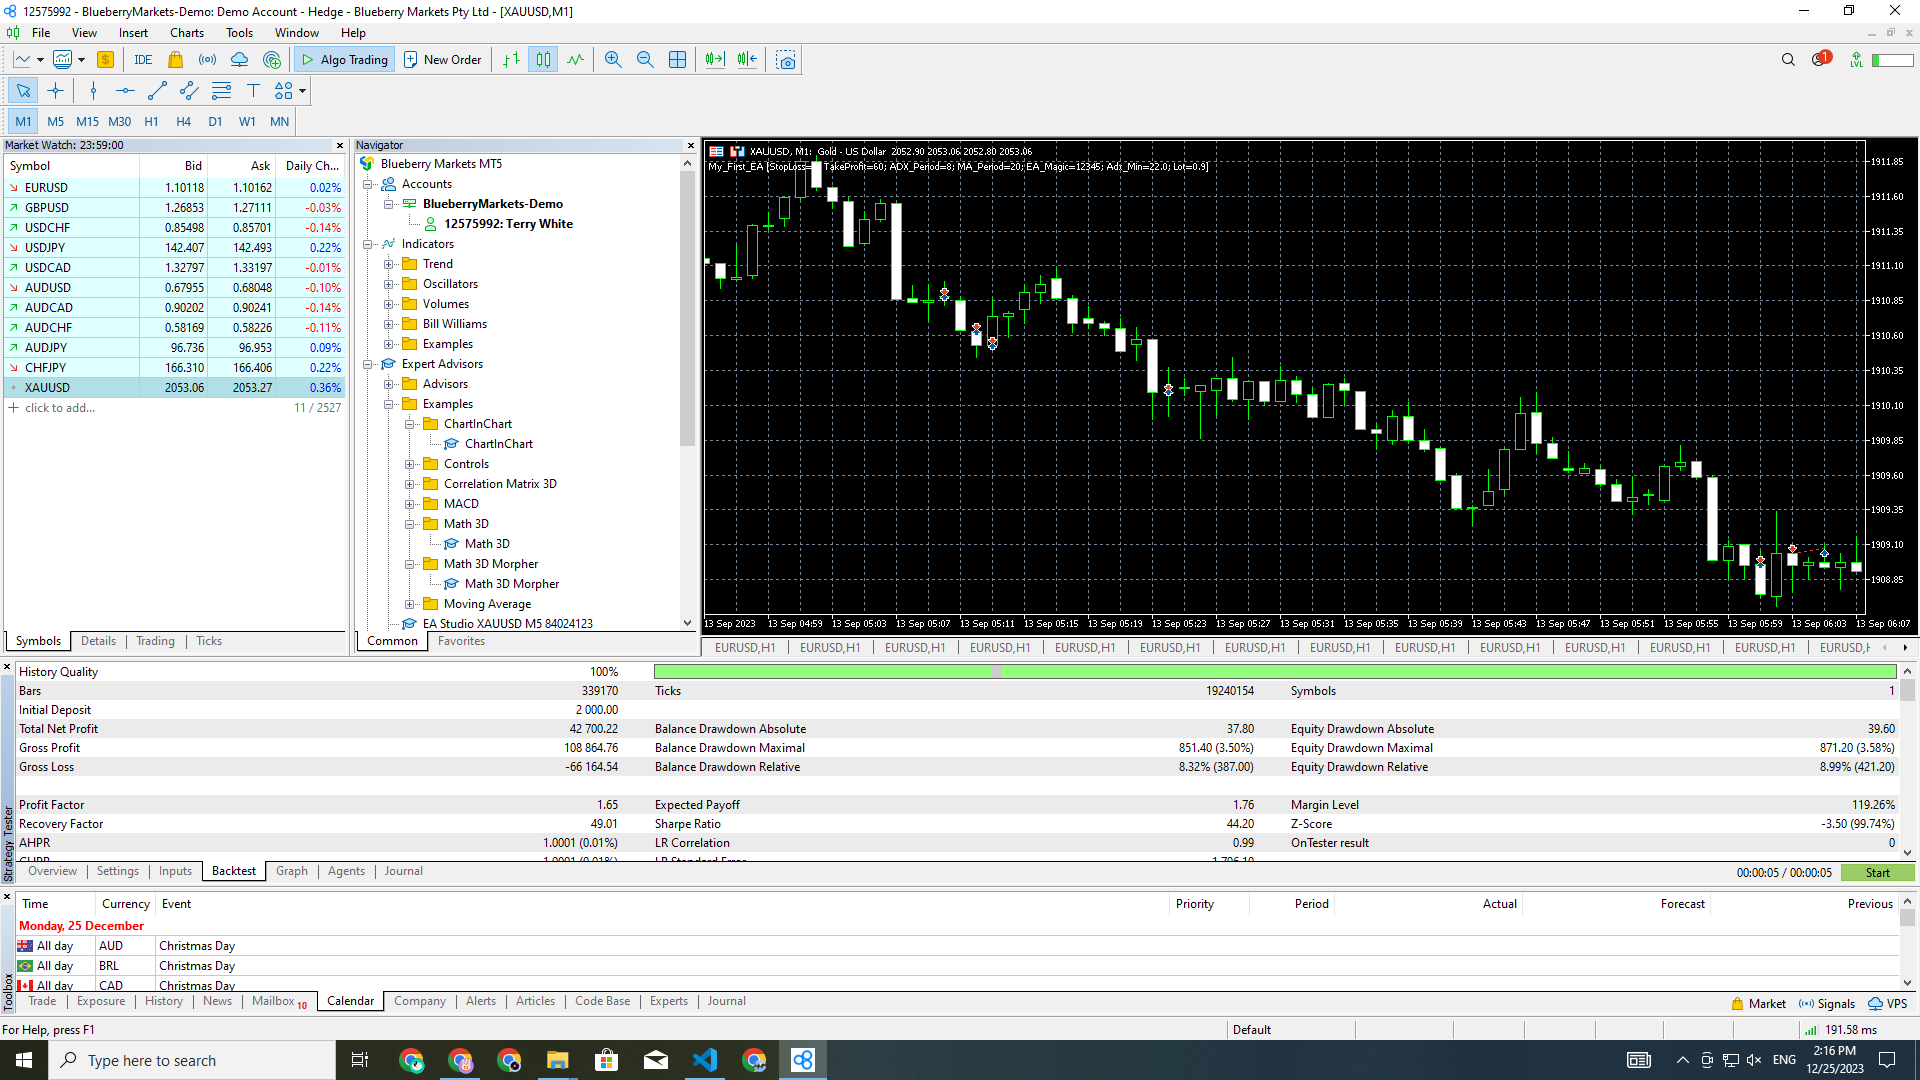 12575992 - BlueberryMarkets-Demo: Demo Account - Hedge - Blueberry Markets Pty Ltd - [XAUUSD,M1]
File View Insert Charts Tools Window Help
IDE Algo Trading New Order 1 LVL
T
M1 M5 M15 M30 H1 H4 D1 W1 MN
Market Watch: 23:59:00
Symbol Bid Ask Daily Ch...
EURUSD 1.10118 1.10162 0.02%
GBPUSD 1.26853 1.27111 -0.03%
USDCHF 0.85498 0.85701 -0.14%
USDJPY 142.407 142.493 0.22%
USDCAD 1.32797 1.33197 -0.01%
AUDUSD 0.67955 0.68048 -0.10%
AUDCAD 0.90202 0.90241 -0.14%
AUDCHF 0.58169 0.58226 -0.11%
AUDJPY 96.736 96.953 0.09%
CHFJPY 166.310 166.406 0.22%
XAUUSD 2053.06 2053.27 0.36%
click to add... 11 / 2527
Symbols Details Trading Ticks
Navigator
Blueberry Markets MT5
Accounts
BlueberryMarkets-Demo
12575992: Terry White
Indicators
Trend
Oscillators
Volumes
Bill Williams
Examples
Expert Advisors
Advisors
Examples
ChartInChart
ChartInChart
Controls
Correlation Matrix 3D
MACD
Math 3D
Math 3D
Math 3D Morpher
Math 3D Morpher
Moving Average
EA Studio XAUUSD M5 84024123
Common Favorites
XAUUSD, M1: Gold - US Dollar 2052.90 2053.06 2052.80 2053.06
My_First_EA [StopLoss= TakeProfit=60; ADX_Period=8; MA_Period=20; EA_Magic=12345; Adx_Min=22.0; Lot=0.9]
1911.85
1911.60
1911.35
1911.10
1910.85
1910.60
1910.35
1910.10
1909.85
1909.60
1909.35
1909.10
1908.85
13 Sep 2023 13 Sep 04:59 13 Sep 05:03 13 Sep 05:07 13 Sep 05:11 13 Sep 05:15 13 Sep 05:19 13 Sep 05:23 13 Sep 05:27 13 Sep 05:31 13 Sep 05:35 13 Sep 05:39 13 Sep 05:43 13 Sep 05:47 13 Sep 05:51 13 Sep 05:55 13 Sep 05:59 13 Sep 06:03 13 Sep 06:07
EURUSD,H1 EURUSD,H1 EURUSD,H1 EURUSD,H1 EURUSD,H1 EURUSD,H1 EURUSD,H1 EURUSD,H1 EURUSD,H1 EURUSD,H1 EURUSD,H1 EURUSD,H1 EURUSD,H1 EURUSD,H
Strategy Tester
History Quality 100%
Bars 339170 Ticks 19240154 Symbols 1
Initial Deposit 2 000.00
Total Net Profit 42 700.22 Balance Drawdown Absolute 37.80 Equity Drawdown Absolute 39.60
Gross Profit 108 864.76 Balance Drawdown Maximal 851.40 (3.50%) Equity Drawdown Maximal 871.20 (3.58%)
Gross Loss -66 164.54 Balance Drawdown Relative 8.32% (387.00) Equity Drawdown Relative 8.99% (421.20)
Profit Factor 1.65 Expected Payoff 1.76 Margin Level 119.26%
Recovery Factor 49.01 Sharpe Ratio 44.20 Z-Score -3.50 (99.74%)
AHPR 1.0001 (0.01%) LR Correlation 0.99 OnTester result 0
Overview Settings Inputs Backtest Graph Agents Journal 00:00:05 / 00:00:05 Start
Toolbox
Time Currency Event Priority Period Actual Forecast Previous
Monday, 25 December
All day AUD Christmas Day
All day BRL Christmas Day
All day CAD Christmas Day
Trade Exposure History News Mailbox 10 Calendar Company Alerts Articles Code Base Experts Journal Market Signals VPS
For Help, press F1 Default 191.58 ms
Type here to search ENG 2:16 PM
12/25/2023